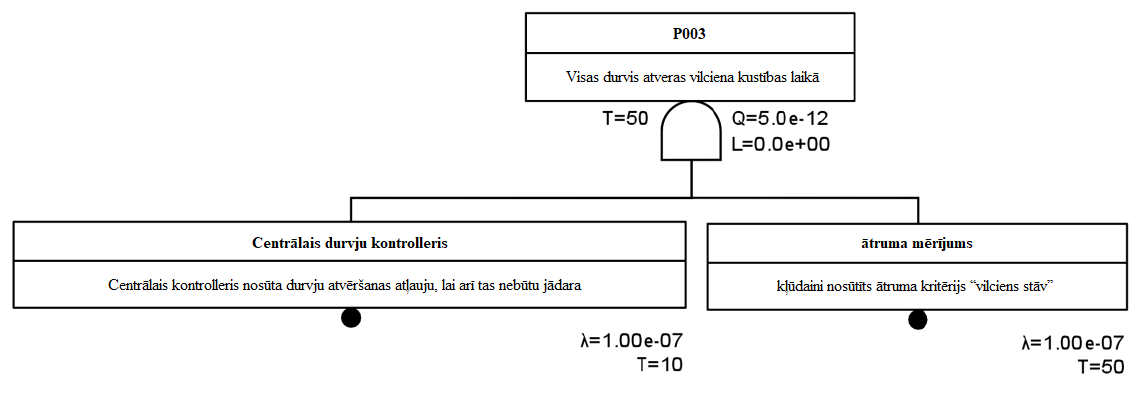 P003
Visas durvis atveras vilciena kustības laikā
T=50
Q=5.0e-12
L=0.0e+00
Centrālais durvju kontrolleris
Centrālais kontrolleris nosūta durvju atvēršanas atļauju, lai arī tas nebūtu jādara
λ=1.00e-07
T=10
ātruma mērījums
kļūdaini nosūtīts ātruma kritērijs “vilciens stāv”
λ=1.00e-07
T=50